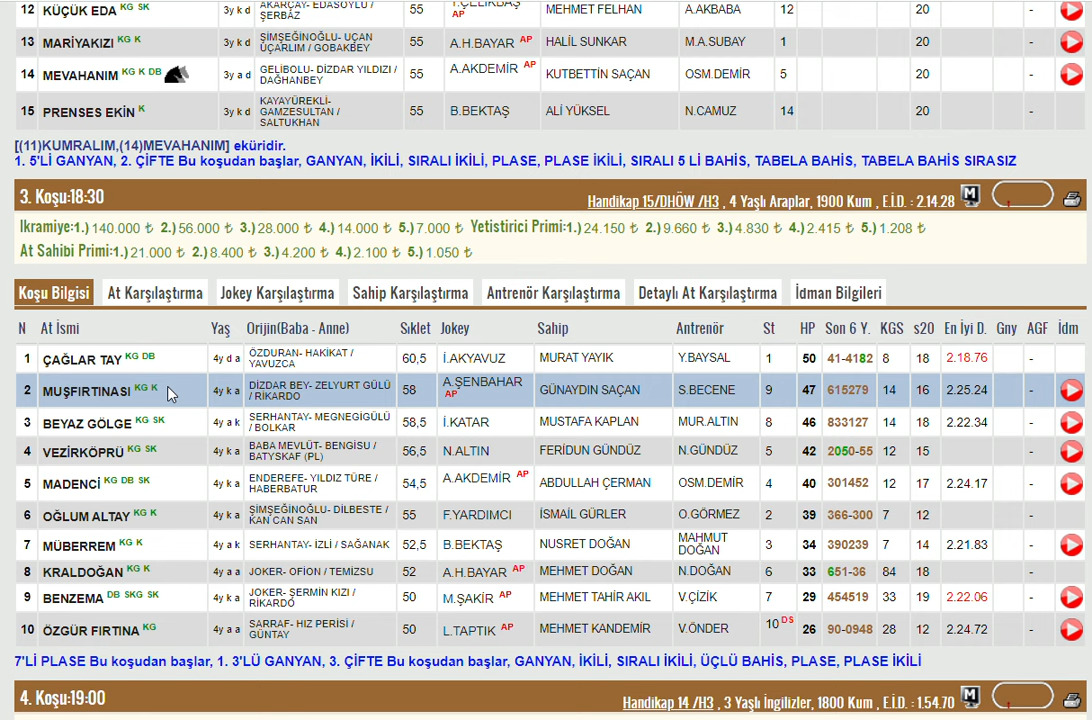 12 KÜÇÜK EDA KG SK 3y k d AKARÇAY- EDASOYLU / ŞERBAZ 55 Y.ÇELİKBAŞ AP MEHMET FELHAN A.AKBABA 12 20 -
13 MARİYAKIZI KG K 3y k d ŞİMŞEĞİNOĞLU- UÇAN UÇARLIM / GOBAKBEY 55 A.H.BAYAR AP HALİL SUNKAR M.A.SUBAY 1 20 -
14 MEVAHANIM KG K DB 3y a d GELİBOLU- DİZDAR YILDIZI / DAĞHANBEY 55 A.AKDEMİR AP KUTBETTİN SAÇAN OSM.DEMİR 5 20 -
15 PRENSES EKİN K 3y k d KAYAYÜREKLİ- GAMZESULTAN / SALTUKHAN 55 B.BEKTAŞ ALİ YÜKSEL N.CAMUZ 14 20 -
[(11)KUMRALIM,(14)MEVAHANIM] eküridir.
1. 5'Lİ GANYAN, 2. ÇİFTE Bu koşudan başlar, GANYAN, İKİLİ, SIRALI İKİLİ, PLASE, PLASE İKİLİ, SIRALI 5 Lİ BAHİS, TABELA BAHİS, TABELA BAHİS SIRASIZ
3. Koşu:18:30 Handikap 15/DHÖW /H3 , 4 Yaşlı Araplar, 1900 Kum , E.İ.D. : 2.14.28 M
İkramiye:1.) 140.000 ₺ 2.) 56.000 ₺ 3.) 28.000 ₺ 4.) 14.000 ₺ 5.) 7.000 ₺ Yetistirici Primi:1.) 24.150 ₺ 2.) 9.660 ₺ 3.) 4.830 ₺ 4.) 2.415 ₺ 5.) 1.208 ₺
At Sahibi Primi:1.) 21.000 ₺ 2.) 8.400 ₺ 3.) 4.200 ₺ 4.) 2.100 ₺ 5.) 1.050 ₺
Koşu Bilgisi At Karşılaştırma Jokey Karşılaştırma Sahip Karşılaştırma Antrenör Karşılaştırma Detaylı At Karşılaştırma İdman Bilgileri
N At İsmi Yaş Orijin(Baba - Anne) Sıklet Jokey Sahip Antrenör St HP Son 6 Y. KGS s20 En İyi D. Gny AGF İdm
1 ÇAĞLAR TAY KG DB 4y d a ÖZDURAN- HAKİKAT / YAVUZCA 60,5 İ.AKYAVUZ MURAT YAYIK Y.BAYSAL 1 50 41-4182 8 18 2.18.76 -
2 MUŞFIRTINASI KG K 4y k a DİZDAR BEY- ZELYURT GÜLÜ / RİKARDO 58 A.ŞENBAHAR AP GÜNAYDIN SAÇAN S.BECENE 9 47 615279 14 16 2.25.24 -
3 BEYAZ GÖLGE KG SK 4y a k SERHANTAY- MEGNEGİGÜLÜ / BOLKAR 58,5 İ.KATAR MUSTAFA KAPLAN MUR.ALTIN 8 46 833127 14 18 2.22.34 -
4 VEZİRKÖPRÜ KG SK 4y k a BABA MEVLÜT- BENGİSU / BATYSKAF (PL) 56,5 N.ALTIN FERİDUN GÜNDÜZ N.GÜNDÜZ 5 42 2050-55 12 15 -
5 MADENCİ KG DB SK 4y k a ENDEREFE- YILDIZ TÜRE / HABERBATUR 54,5 A.AKDEMİR AP ABDULLAH ÇERMAN OSM.DEMİR 4 40 301452 12 17 2.24.17 -
6 OĞLUM ALTAY KG K 4y k a ŞİMŞEĞİNOĞLU- DİLBESTE / KAN CAN SAN 55 F.YARDIMCI İSMAİL GÜRLER O.GÖRMEZ 2 39 366-300 7 12 -
7 MÜBERREM KG K 4y a k SERHANTAY- İZLİ / SAĞANAK 52,5 B.BEKTAŞ NUSRET DOĞAN MAHMUT DOĞAN 3 34 390239 7 14 2.21.83 -
8 KRALDOĞAN KG K 4y a a JOKER- OFİON / TEMİZSU 52 A.H.BAYAR AP MEHMET DOĞAN N.DOĞAN 6 33 651-36 84 18 -
9 BENZEMA DB SKG SK 4y k a JOKER- ŞERMİN KIZI / RİKARDO 50 M.ŞAKİR AP MEHMET TAHİR AKIL V.ÇİZİK 7 29 454519 33 19 2.22.06 -
10 ÖZGÜR FIRTINA KG 4y a a SARRAF- HIZ PERİSİ / GÜNTAY 50 L.TAPTIK AP MEHMET KANDEMİR V.ÖNDER 10 DS 26 90-0948 28 12 2.24.72 -
7'Lİ PLASE Bu koşudan başlar, 1. 3'LÜ GANYAN, 3. ÇİFTE Bu koşudan başlar, GANYAN, İKİLİ, SIRALI İKİLİ, ÜÇLÜ BAHİS, PLASE, PLASE İKİLİ
4. Koşu:19:00 Handikap 14 /H3 , 3 Yaşlı İngilizler, 1800 Kum , E.İ.D. : 1.54.70 M